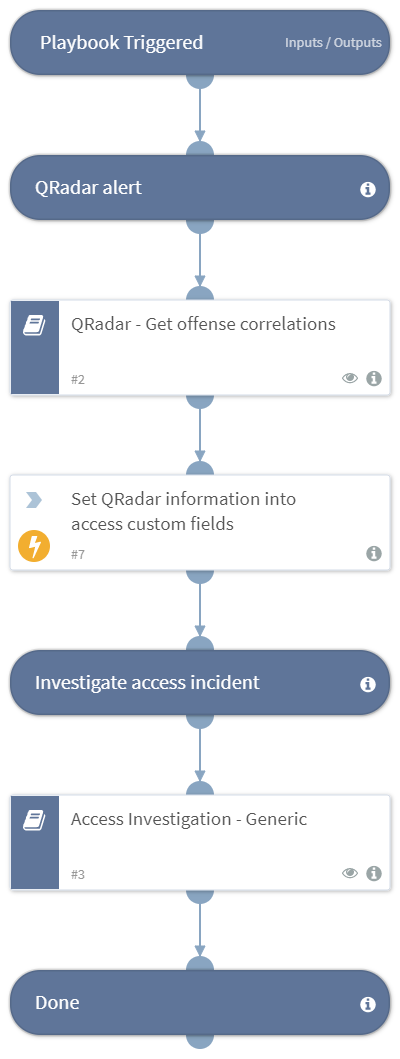 Playbook Triggered
Inputs / Outputs
QRadar alert
QRadar - Get offense correlations
#2
Set QRadar information into
access custom fields
#7
Investigate access incident
Access Investigation - Generic
#3
Done